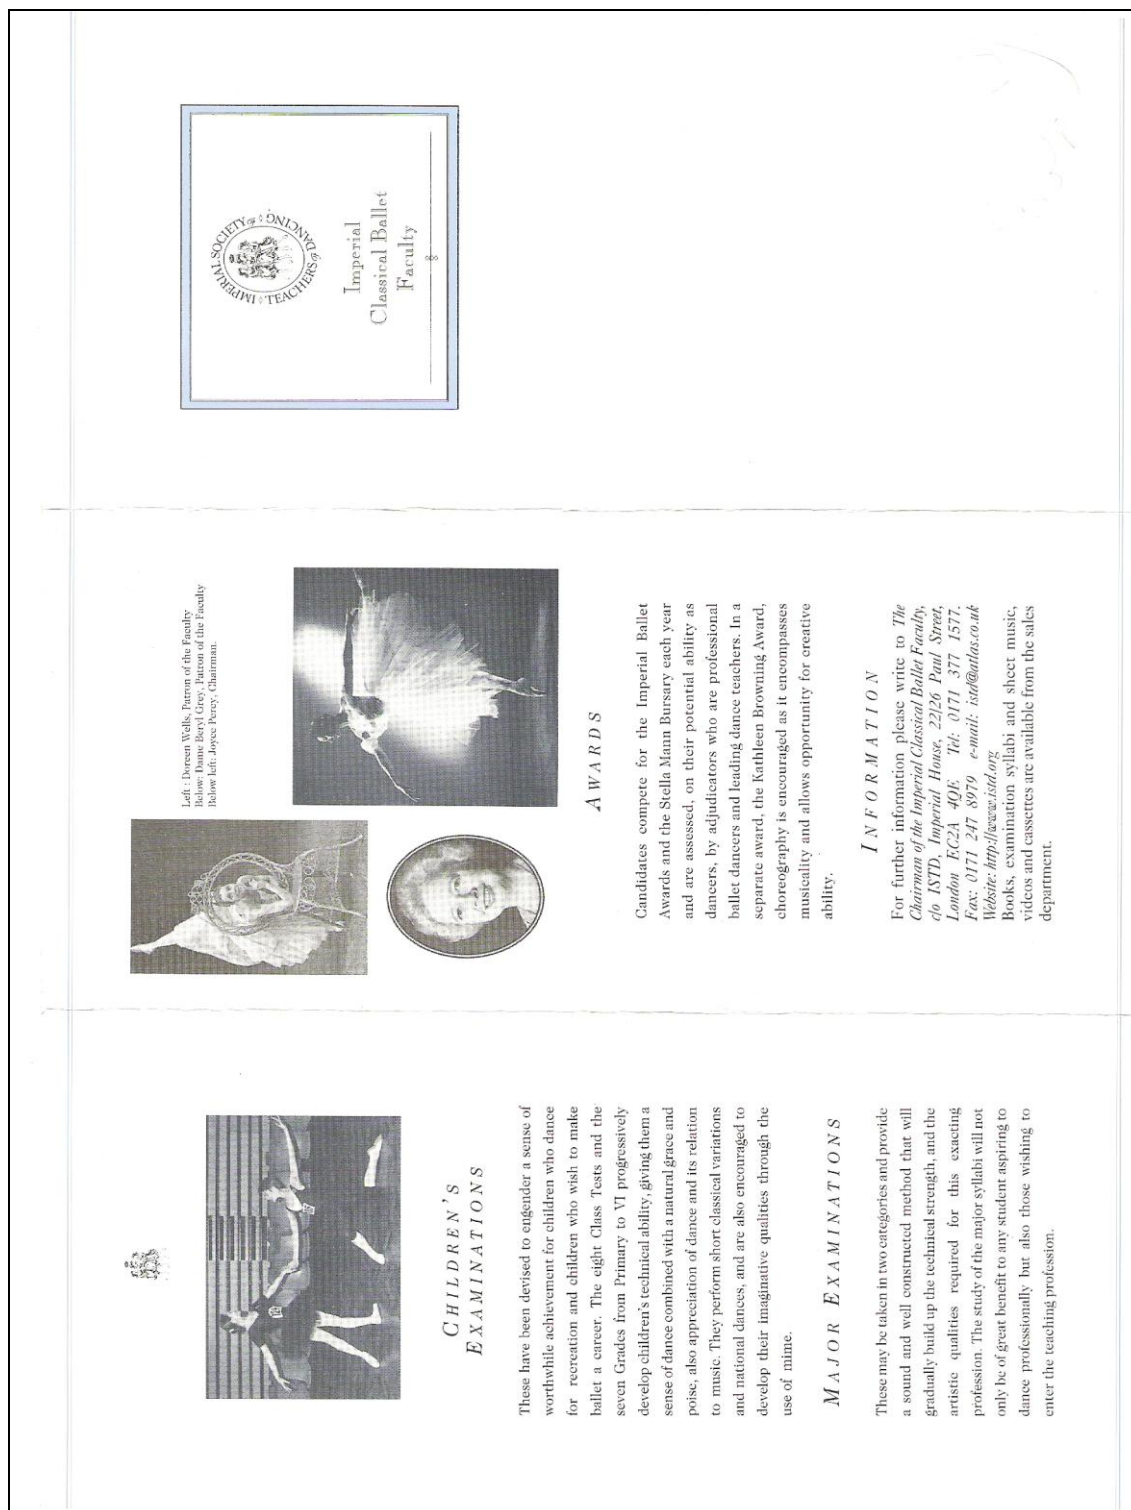 CHILDREN'S
EXAMINATIONS
These have been devised to engender a sense of
worthwhile achievement for children who dance
for recreation and children who wish to make
ballet a career. The eight Class Tests and the
seven Grades from Primary to VI progressively
develop children's technical ability, giving them a
sense of dance combined with a natural grace and
poise, also appreciation of dance and its relation
to music. They perform short classical variations
and national dances, and are also encouraged to
develop their imaginative qualities through the
use of mime.
MAJOR EXAMINATIONS
These may be taken in two categories and provide
a sound and well constructed method that will
gradually build up the technical strength, and the
artistic qualities required for this exacting
profession. The study of the major syllabi will not
only be of great benefit to any student aspiring to
dance professionally but also those wishing to
enter the teaching profession.
Left : Doreen Wells, Patron of the Faculty
Below: Dame Beryl Grey, Patron of the Faculty
Below left: Joyce Percy, Chairman.
AWARDS
Candidates compete for the Imperial Ballet
Awards and the Stella Mann Bursary each year
and are assessed, on their potential ability as
dancers, by adjudicators who are professional
ballet dancers and leading dance teachers. In a
separate award, the Kathleen Browning Award,
choreography is encouraged as it encompasses
musicality and allows opportunity for creative
ability.
INFORMATION
For further information please write to The
Chairman of the Imperial Classical Ballet Faculty,
c/o ISTD, Imperial House, 22/26 Paul Street,
London EC2A 4QE. Tel: 0171 377 1577.
Fax: 0171 247 8979 e-mail: istd@atlas.co.uk
Website: http://www.istd.org
Books, examination syllabi and sheet music,
videos and cassettes are available from the sales
department.
IMPERIAL SOCIETY of TEACHERS of DANCING
Imperial
Classical Ballet
Faculty